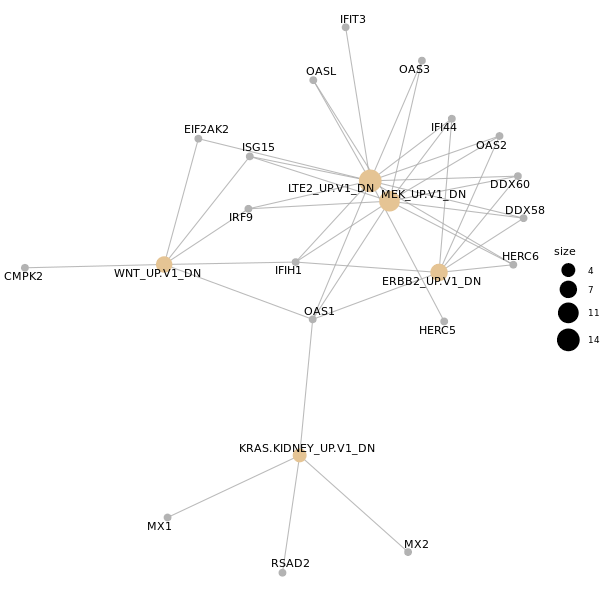 IFIT3
OASL
OAS3
EIF2AK2
ISG15
IFI44
OAS2
LTE2_UP.V1_DN
MEK_UP.V1_DN
DDX60
IRF9
DDX58
CMPK2
WNT_UP.V1_DN
IFIH1
ERBB2_UP.V1_DN
HERC6
OAS1
HERC5
size
4
7
11
14
KRAS.KIDNEY_UP.V1_DN
MX1
RSAD2
MX2